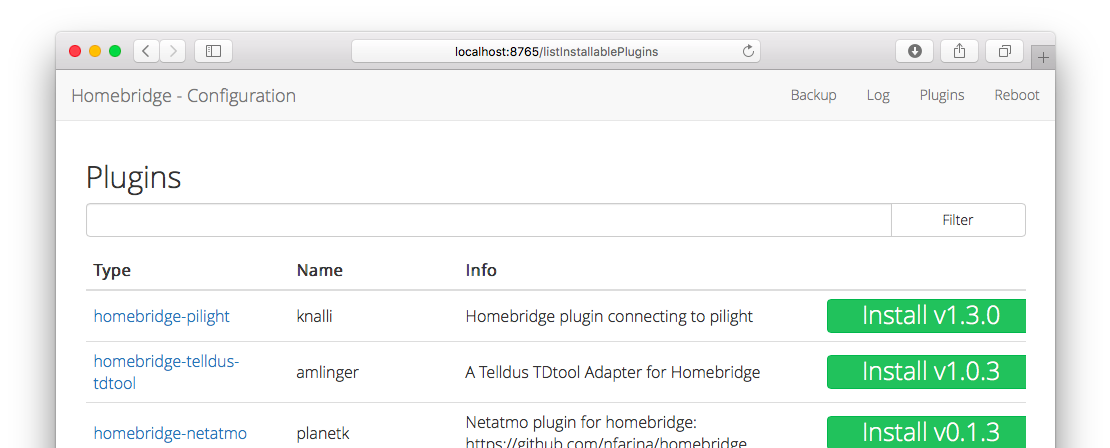 localhost:8765/listInstallablePlugins
Homebridge - Configuration Backup Log Plugins Reboot
Plugins
Filter
Type Name Info
homebridge-pilight knalli Homebridge plugin connecting to pilight Install v1.3.0
homebridge-telldus-
tdtool amlinger A Telldus TDtool Adapter for Homebridge Install v1.0.3
homebridge-netatmo planetk Netatmo plugin for homebridge:
https://github.com/nfarina/homebridge Install v0.1.3